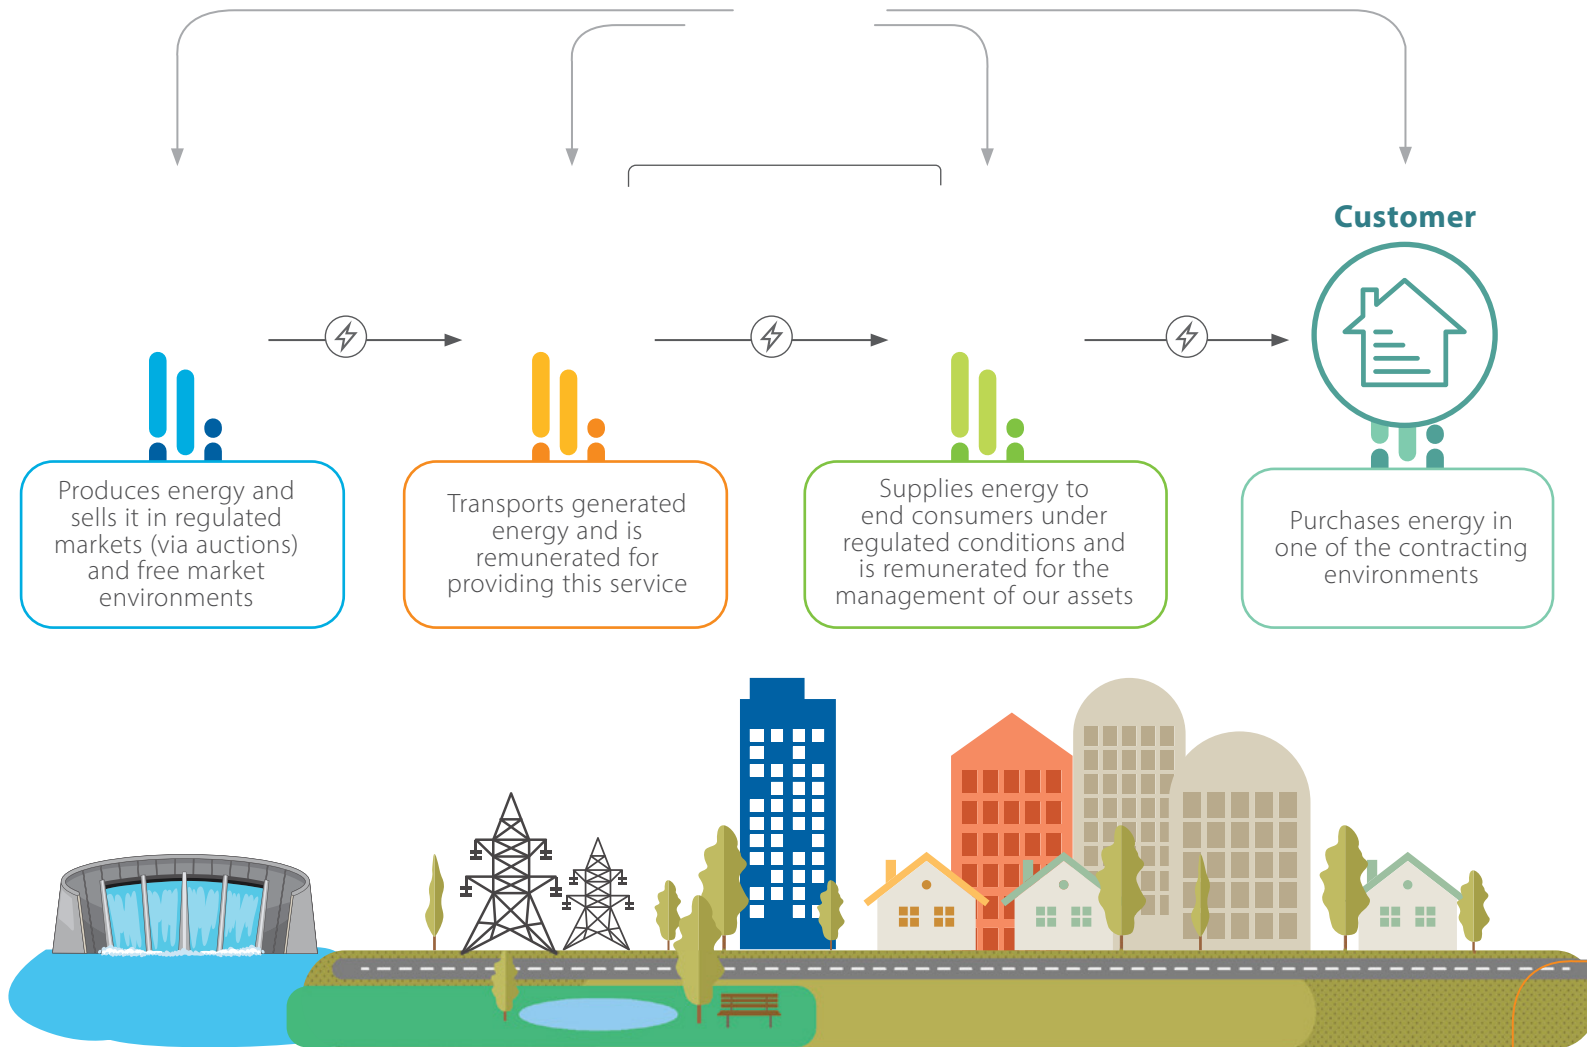 Customer
Produces energy and
sells it in regulated
markets (via auctions)
and free market
environments
Transports generated
energy and is
remunerated for
providing this service
Supplies energy to
end consumers under
regulated conditions and
is remunerated for the
management of our assets
Purchases energy in
one of the contracting
environments